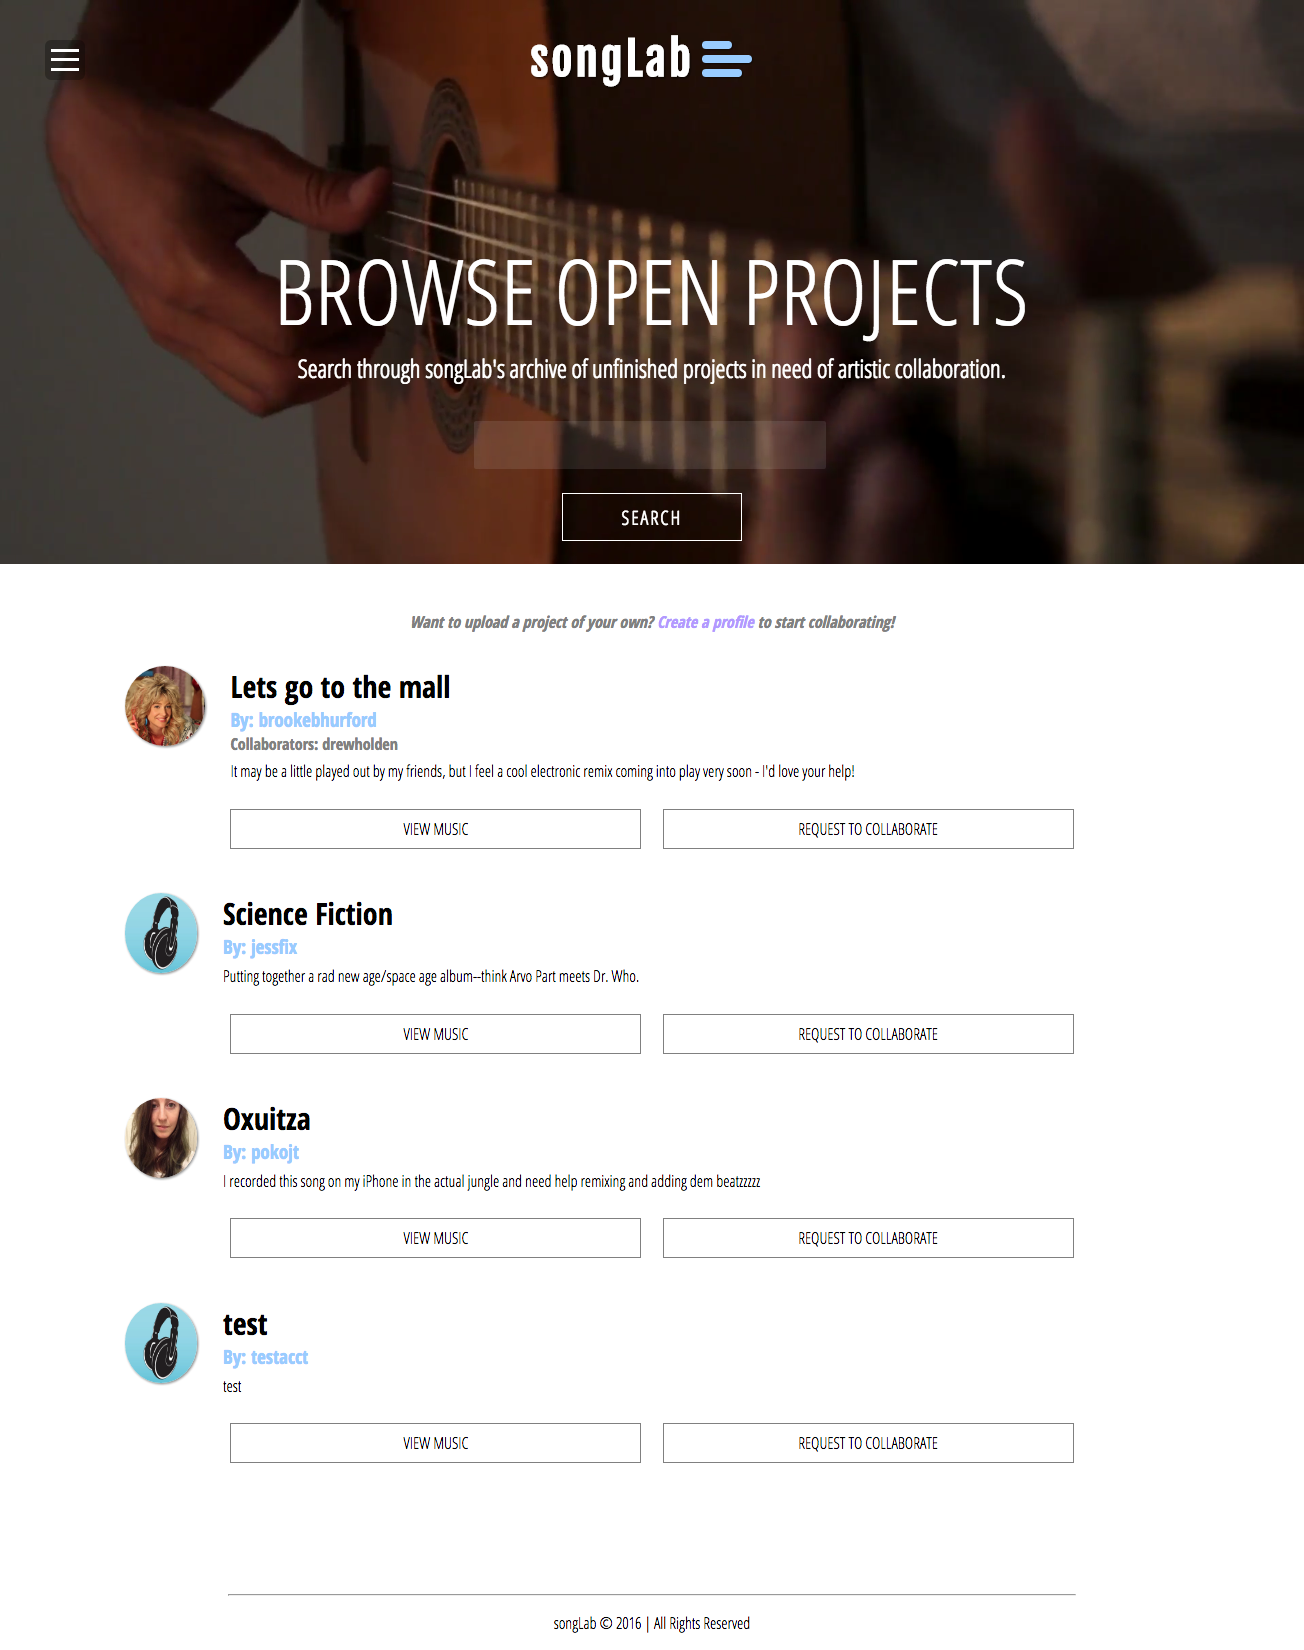 songLab
BROWSE OPEN PROJECTS
Search through songLab's archive of unfinished projects in need of artistic collaboration.
SEARCH
Want to upload a project of your own? Create a profile to start collaborating!
Lets go to the mall
By: brookebhurford
Collaborators: drewholden
It may be a little played out by my friends, but I feel a cool electronic remix coming into play very soon - I'd love your help!
VIEW MUSIC
REQUEST TO COLLABORATE
Science Fiction
By: jessfix
Putting together a rad new age/space age album--think Arvo Part meets Dr. Who.
VIEW MUSIC
REQUEST TO COLLABORATE
Oxuitza
By: pokojt
I recorded this song on my iPhone in the actual jungle and need help remixing and adding dem beatzzzzz
VIEW MUSIC
REQUEST TO COLLABORATE
test
By: testacct
test
VIEW MUSIC
REQUEST TO COLLABORATE
songLab © 2016 | All Rights Reserved